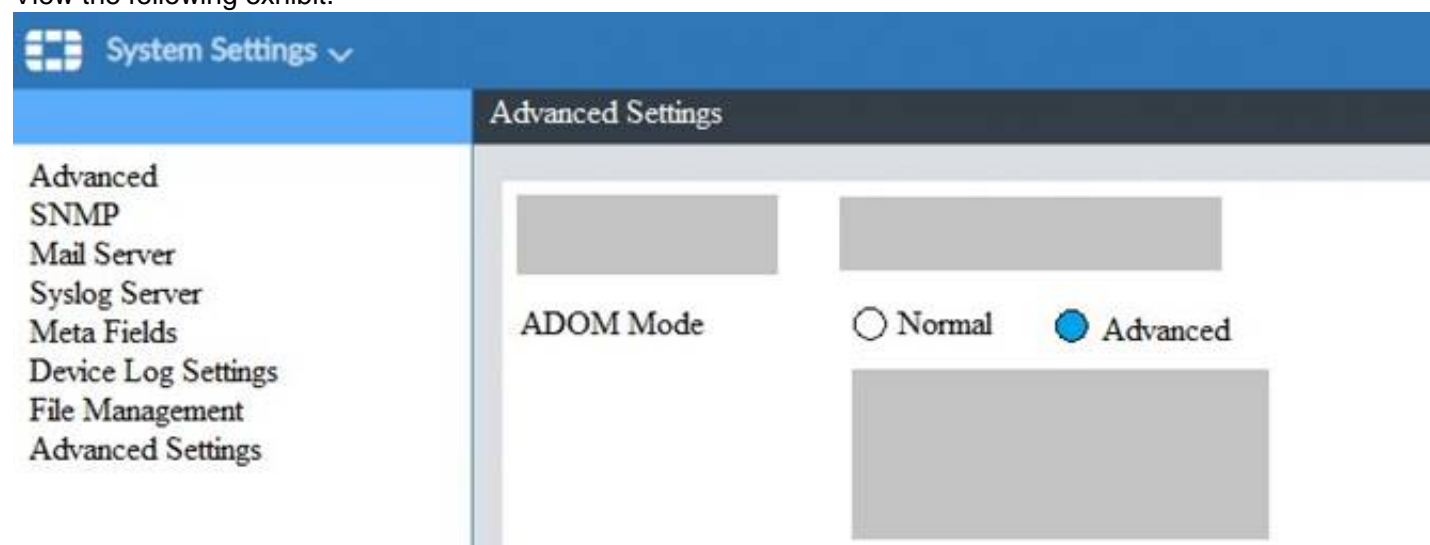 View the following exhibit.
System Settings
Advanced Settings
Advanced
SNMP
Mail Server
Syslog Server
Meta Fields
Device Log Settings
File Management
Advanced Settings
ADOM Mode
Normal
Advanced